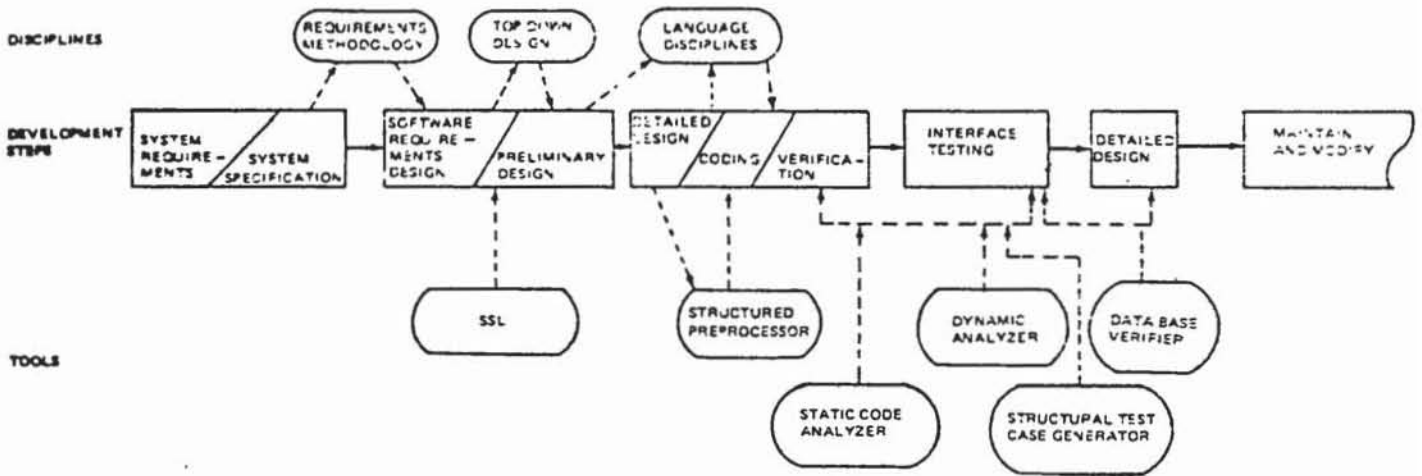 DISCIPLINES
REQUIREMENTS
METHODOLOGY
TOP DOWN
DESIGN
LANGUAGE
DISCIPLINES
DEVELOPMENT
STEPS
SYSTEM
REQUIRE-
MENTS
SYSTEM
SPECIFICATION
SOFTWARE
REQUIRE-
MENTS
DESIGN
PRELIMINARY
DESIGN
DETAILED
DESIGN
CODING
VERIFICA-
TION
INTERFACE
TESTING
DETAILED
DESIGN
MAINTAIN
AND MODIFY
TOOLS
SSL
STRUCTURED
PREPROCESSOR
DYNAMIC
ANALYZER
DATA BASE
VERIFIER
STATIC CODE
ANALYZER
STRUCTURAL TEST
CASE GENERATOR